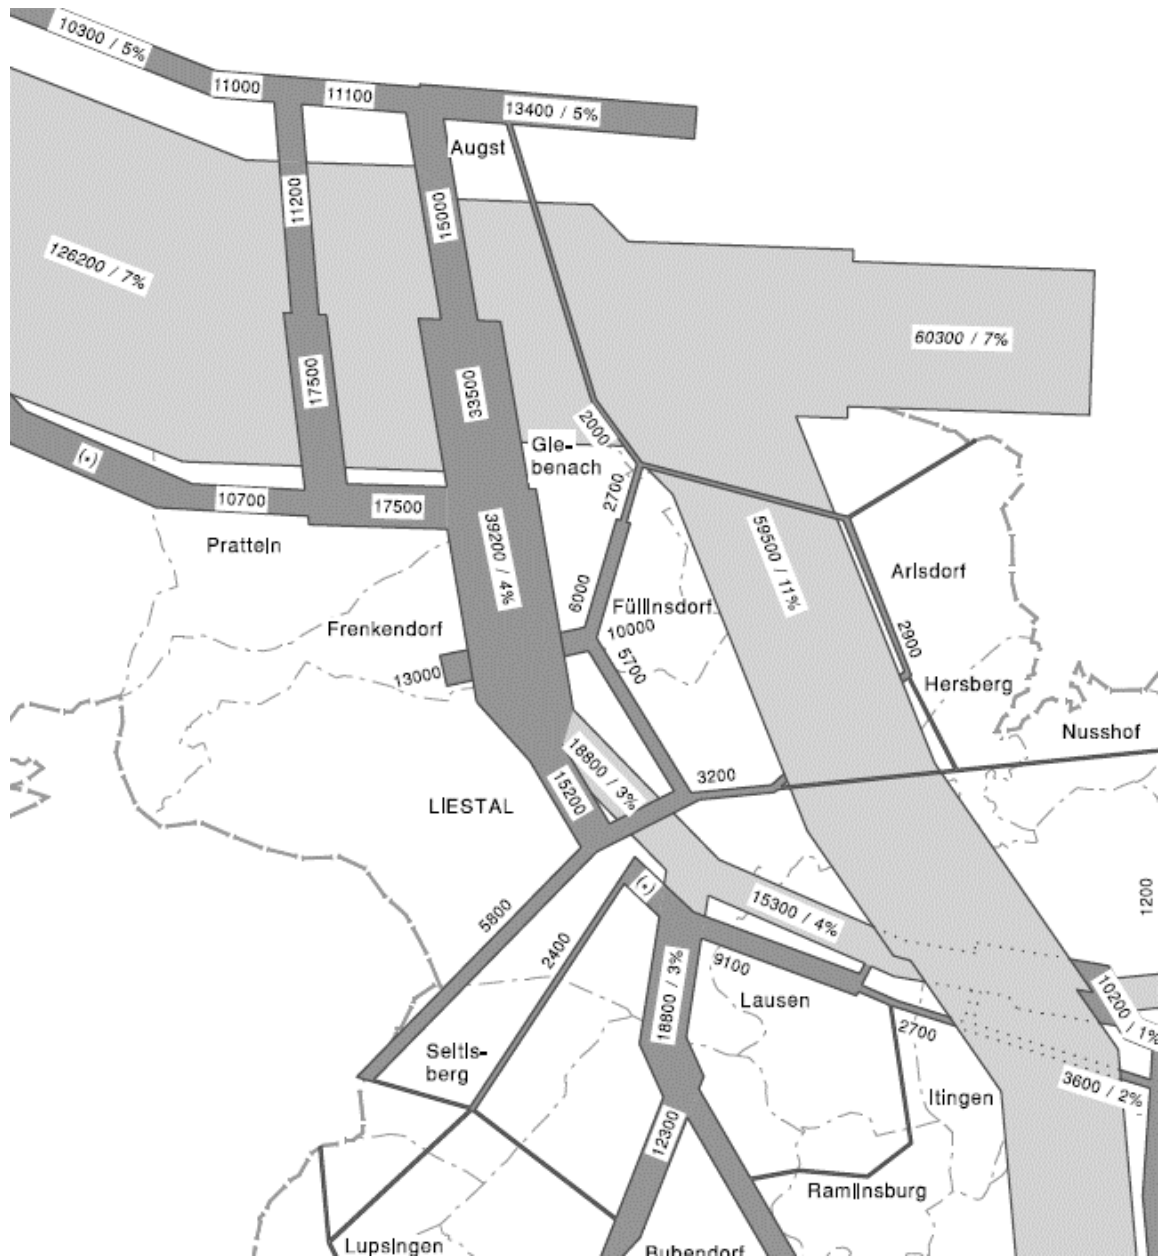 10300 / 5%
11000
11100
13400 / 5%
Augst
11200
15000
126200 / 7%
60300 / 7%
17500
33500
2000
Gie-
benach
(*)
10700
17500
2700
39200 / 4%
59500 / 11%
Pratteln
Arisdorf
6000
Füllinsdorf
Frenkendorf
10000
2900
13000
5700
Hersberg
Nusshof
18800 / 3%
3200
15200
LIESTAL
(*)
1200
5800
15300 / 4%
2400
9100
18800 / 3%
Lausen
10200 / 1%
2700
Seltis-
berg
3600 / 2%
Itingen
12300
Ramlinsburg
Lupsingen
Bubendorf